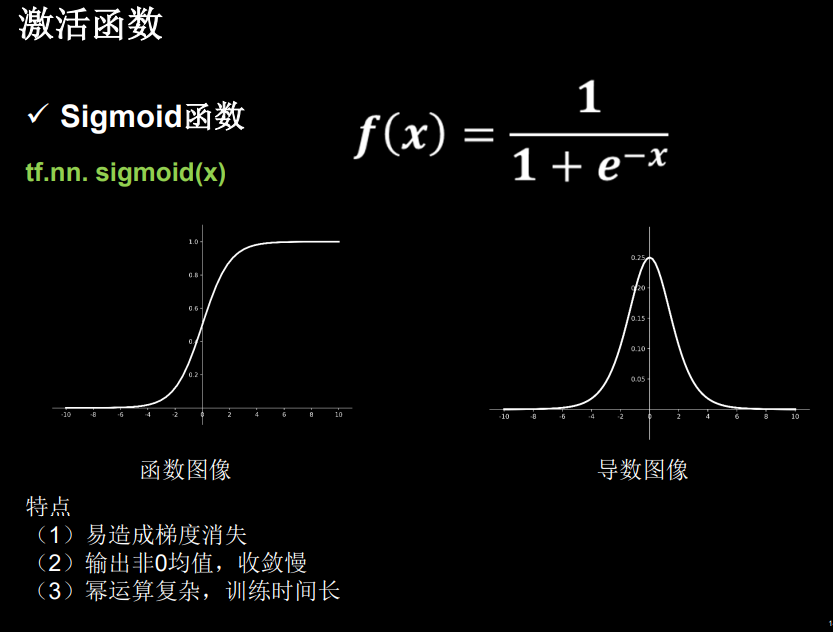 激活函数
✓ Sigmoid函数
tf.nn. sigmoid(x)
f(x) = 1 / (1 + e^{-x})
1.0
0.8
0.6
0.4
0.2
-10 -8 -6 -4 -2 0 2 4 6 8 10
0.25
0.20
0.15
0.10
0.05
-10 -8 -6 -4 -2 0 2 4 6 8 10
函数图像
导数图像
特点
（1）易造成梯度消失
（2）输出非0均值，收敛慢
（3）幂运算复杂，训练时间长